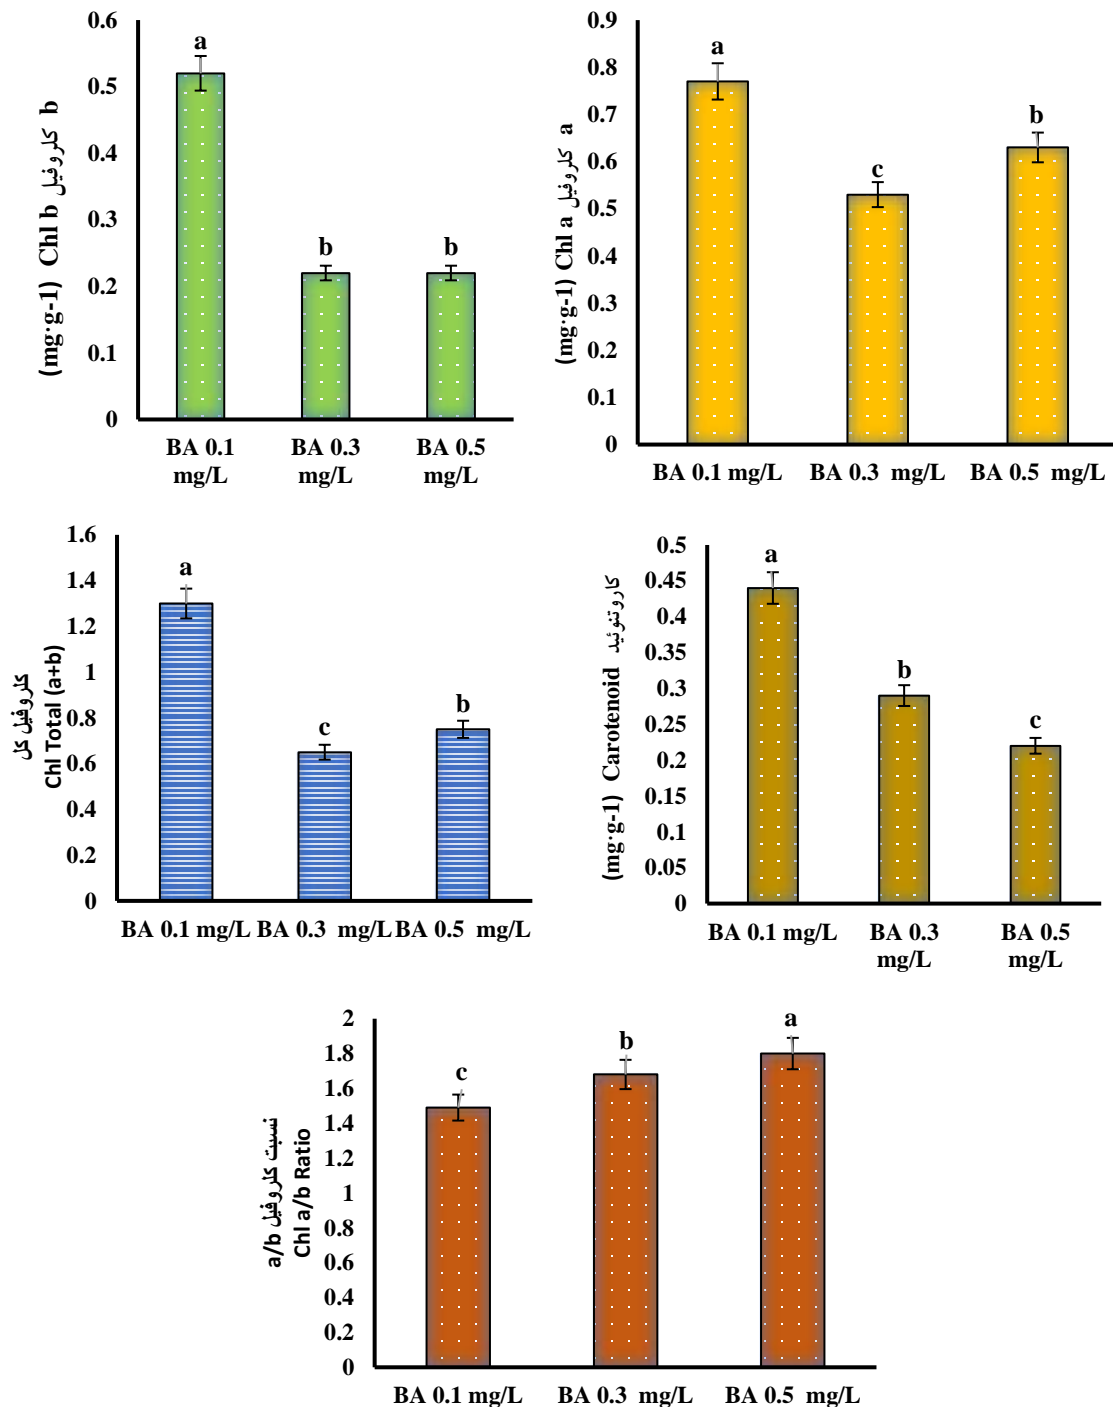 کلروفیل b Chl b
(mg·g-1)
0.6
0.5
0.4
0.3
0.2
0.1
0
a
b
b
BA 0.1
mg/L
BA 0.3
mg/L
BA 0.5
mg/L
(mg·g-1) Chl a کلروفیل a
0.9
0.8
0.7
0.6
0.5
0.4
0.3
0.2
0.1
0
a
c
b
BA 0.1 mg/L
BA 0.3 mg/L
BA 0.5 mg/L
کلروفیل کل
Chl Total (a+b)
1.6
1.4
1.2
1
0.8
0.6
0.4
0.2
0
a
c
b
BA 0.1 mg/L
BA 0.3 mg/L
BA 0.5 mg/L
(mg·g-1) Carotenoid کاروتنوئید
0.5
0.45
0.4
0.35
0.3
0.25
0.2
0.15
0.1
0.05
0
a
b
c
BA 0.1 mg/L
BA 0.3
mg/L
BA 0.5
mg/L
نسبت کلروفیل a/b
Chl a/b Ratio
2
1.8
1.6
1.4
1.2
1
0.8
0.6
0.4
0.2
0
c
b
a
BA 0.1 mg/L
BA 0.3 mg/L
BA 0.5 mg/L